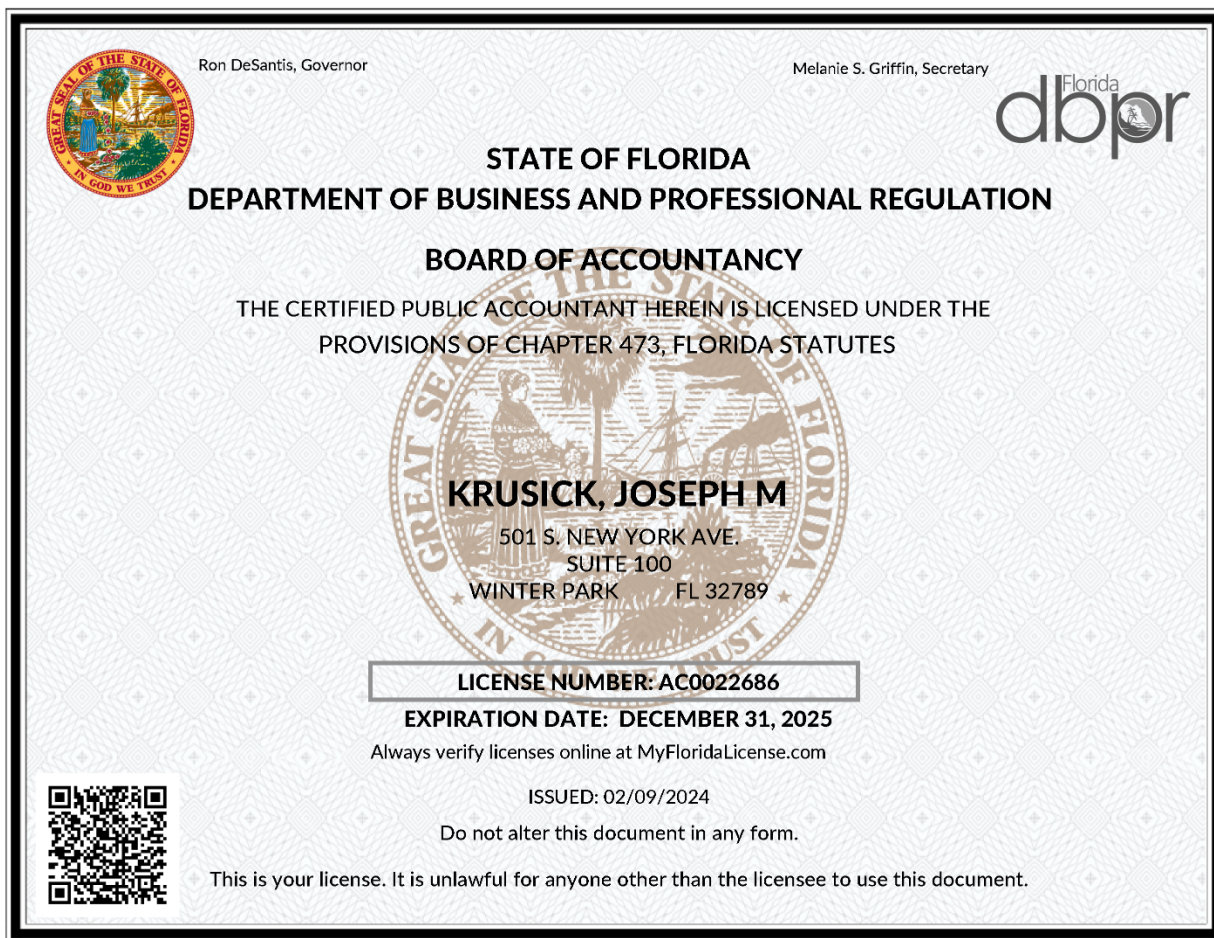 Ron DeSantis, Governor
Melanie S. Griffin, Secretary
GREAT SEAL OF THE STATE OF FLORIDA
IN GOD WE TRUST
Florida
dbpr
STATE OF FLORIDA
DEPARTMENT OF BUSINESS AND PROFESSIONAL REGULATION
BOARD OF ACCOUNTANCY
THE CERTIFIED PUBLIC ACCOUNTANT HEREIN IS LICENSED UNDER THE
PROVISIONS OF CHAPTER 473, FLORIDA STATUTES
GREAT SEAL OF THE STATE OF FLORIDA
KRUSICK, JOSEPH M
501 S. NEW YORK AVE.
SUITE 100
WINTER PARK FL 32789
IN GOD WE TRUST
LICENSE NUMBER: AC0022686
EXPIRATION DATE: DECEMBER 31, 2025
Always verify licenses online at MyFloridaLicense.com
ISSUED: 02/09/2024
Do not alter this document in any form.
This is your license. It is unlawful for anyone other than the licensee to use this document.